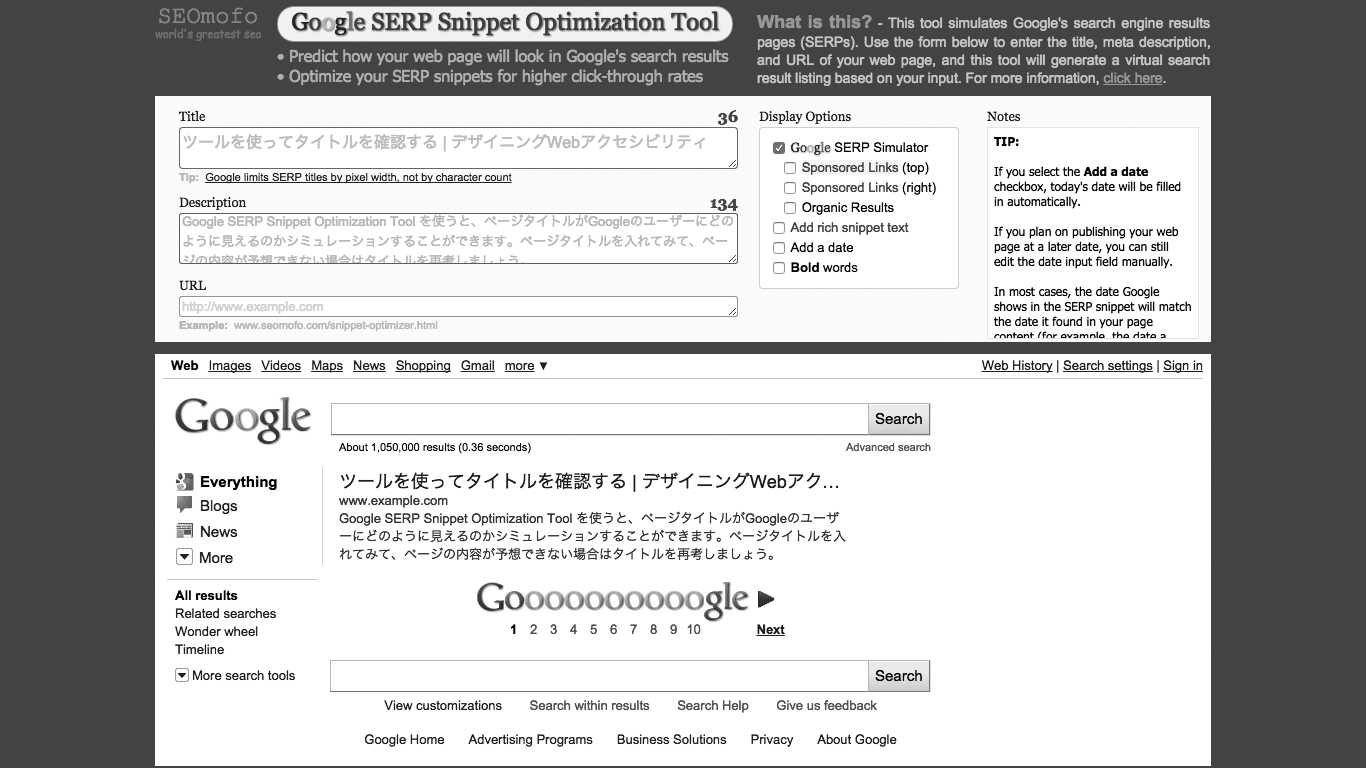 SEOmofo
world's greatest seo
Google SERP Snippet Optimization Tool
• Predict how your web page will look in Google's search results
• Optimize your SERP snippets for higher click-through rates
What is this? - This tool simulates Google's search engine results
pages (SERPs). Use the form below to enter the title, meta description,
and URL of your web page, and this tool will generate a virtual search
result listing based on your input. For more information, click here.
Title 36
ツールを使ってタイトルを確認する | デザイニングWebアクセシビリティ
Tip: Google limits SERP titles by pixel width, not by character count
Description 134
Google SERP Snippet Optimization Tool を使うと、ページタイトルがGoogleのユーザーにどの
ように見えるのかシミュレーションすることができます。ページタイトルを入れてみて、ペー
ジの内容が予想できない場合はタイトルを再考しましょう。
URL
http://www.example.com
Example: www.seomofo.com/snippet-optimizer.html
Display Options
Google SERP Simulator
Sponsored Links (top)
Sponsored Links (right)
Organic Results
Add rich snippet text
Add a date
Bold words
Notes
TIP:
If you select the Add a date
checkbox, today's date will be filled
in automatically.
If you plan on publishing your web
page at a later date, you can still
edit the date input field manually.
In most cases, the date Google
shows in the SERP snippet will match
the date it found in your page
content (for example, the date a
Web Images Videos Maps News Shopping Gmail more ▼
Web History | Search settings | Sign in
Google
Search
About 1,050,000 results (0.36 seconds)
Advanced search
Everything
Blogs
News
More
All results
Related searches
Wonder wheel
Timeline
More search tools
ツールを使ってタイトルを確認する | デザイニングWebアク...
www.example.com
Google SERP Snippet Optimization Tool を使うと、ページタイトルがGoogleのユーザ
ーにどのように見えるのかシミュレーションすることができます。ページタイトルを入
れてみて、ページの内容が予想できない場合はタイトルを再考しましょう。
Goooooooooogle
1 2 3 4 5 6 7 8 9 10 Next
Search
View customizations Search within results Search Help Give us feedback
Google Home Advertising Programs Business Solutions Privacy About Google